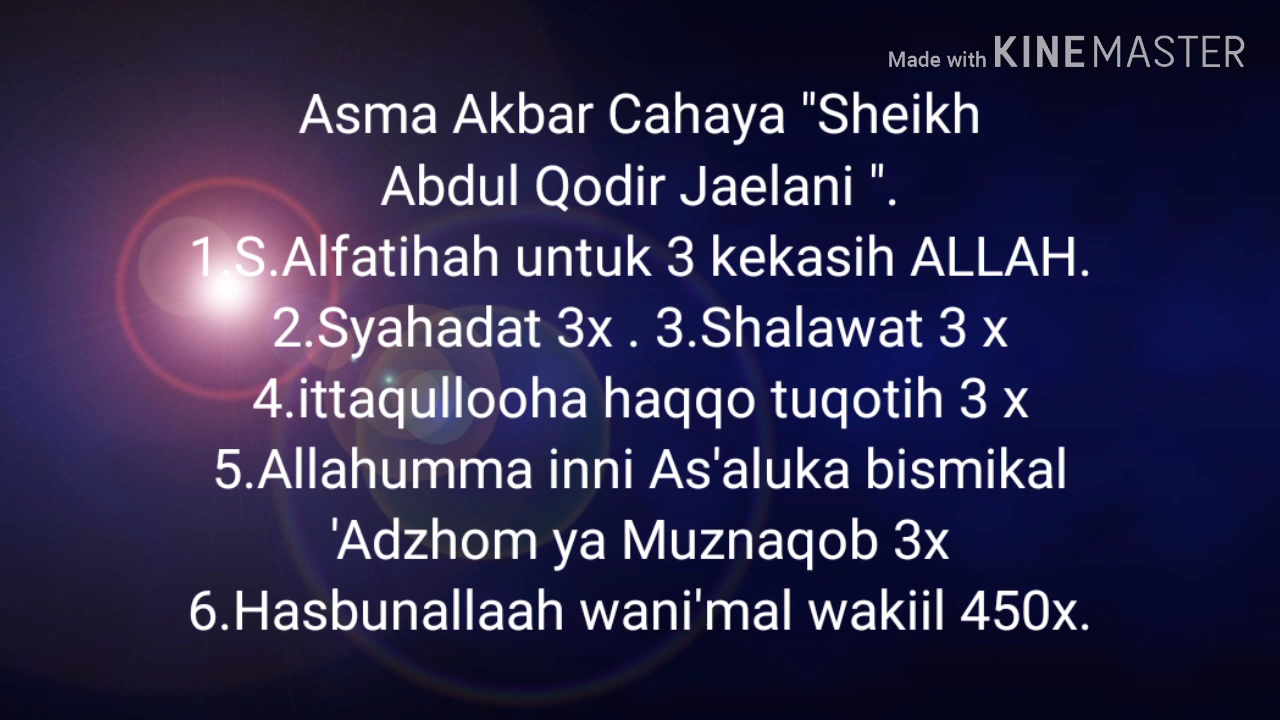 Made with KINEMASTER
Asma Akbar Cahaya "Sheikh
Abdul Qodir Jaelani ".
1.S.Alfatihah untuk 3 kekasih ALLAH.
2.Syahadat 3x . 3.Shalawat 3 x
4.ittaqullooha haqqo tuqotih 3 x
5.Allahumma inni As'aluka bismikal
'Adzhom ya Muznaqob 3x
6.Hasbunallaah wani'mal wakiil 450x.